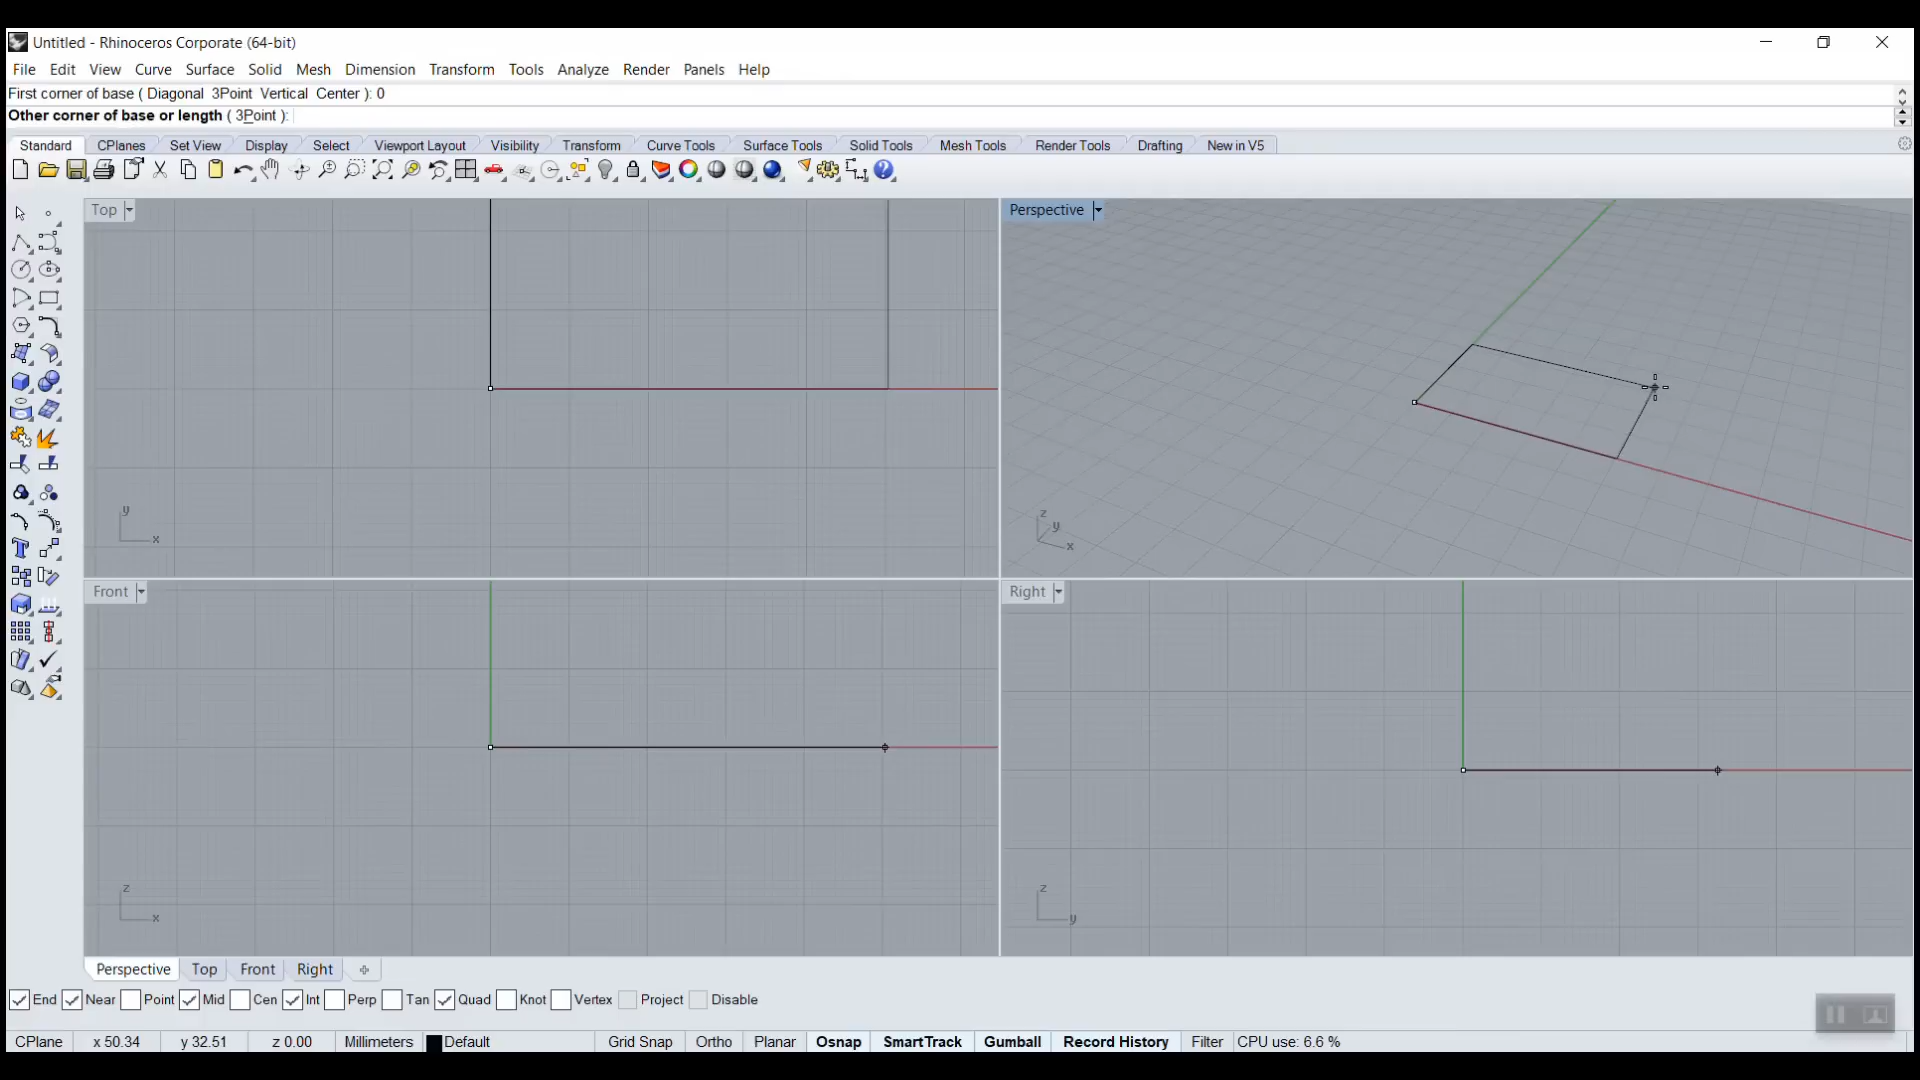 Untitled - Rhinoceros Corporate (64-bit)
File Edit View Curve Surface Solid Mesh Dimension Transform Tools Analyze Render Panels Help
First corner of base ( Diagonal 3Point Vertical Center ): 0
Other corner of base or length ( 3Point ):
Standard CPlanes Set View Display Select Viewport Layout Visibility Transform Curve Tools Surface Tools Solid Tools Mesh Tools Render Tools Drafting New in V5
Top Perspective
y
x
z
y
x
Front Right
z
x
z
y
Perspective Top Front Right
End Near Point Mid Cen Int Perp Tan Quad Knot Vertex Project Disable
CPlane x 50.34 y 32.51 z 0.00 Millimeters Default Grid Snap Ortho Planar Osnap SmartTrack Gumball Record History Filter CPU use: 6.6 %